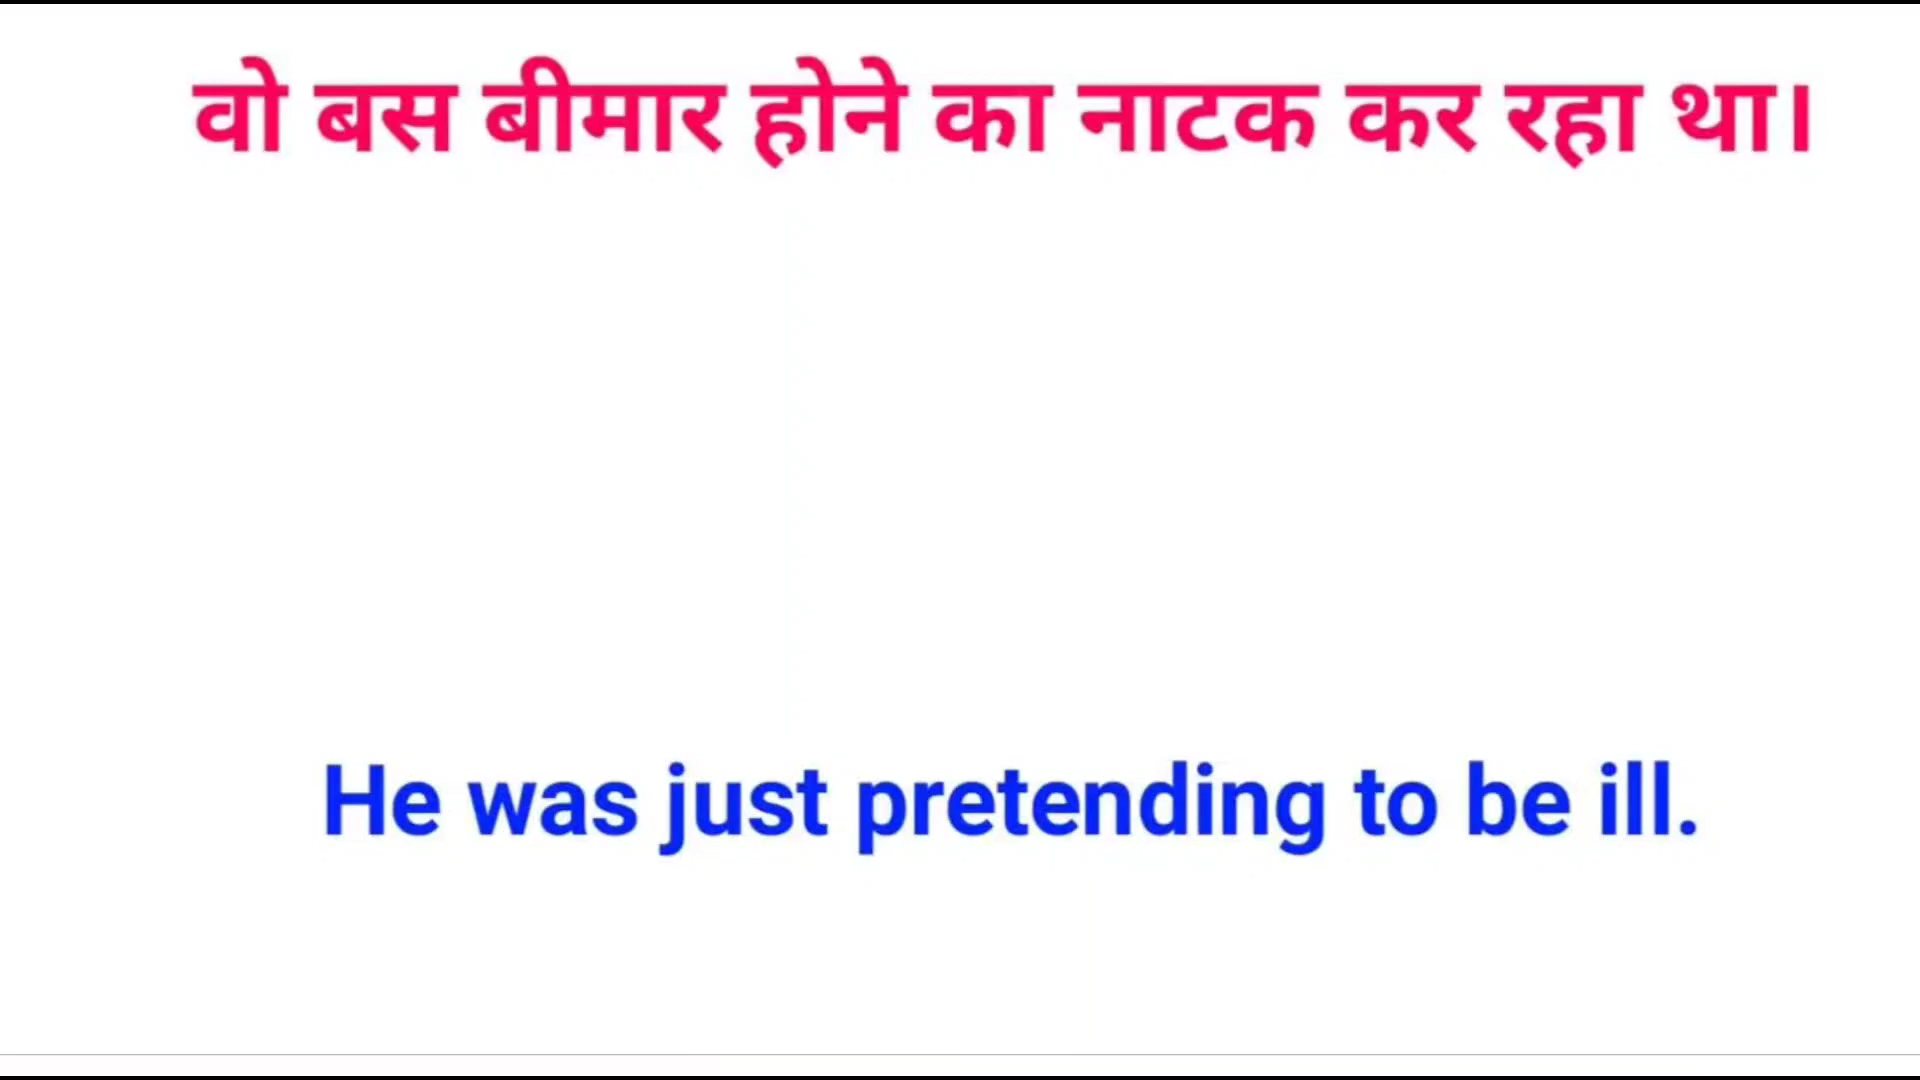 वो बस बीमार होने का नाटक कर रहा था।
He was just pretending to be ill.